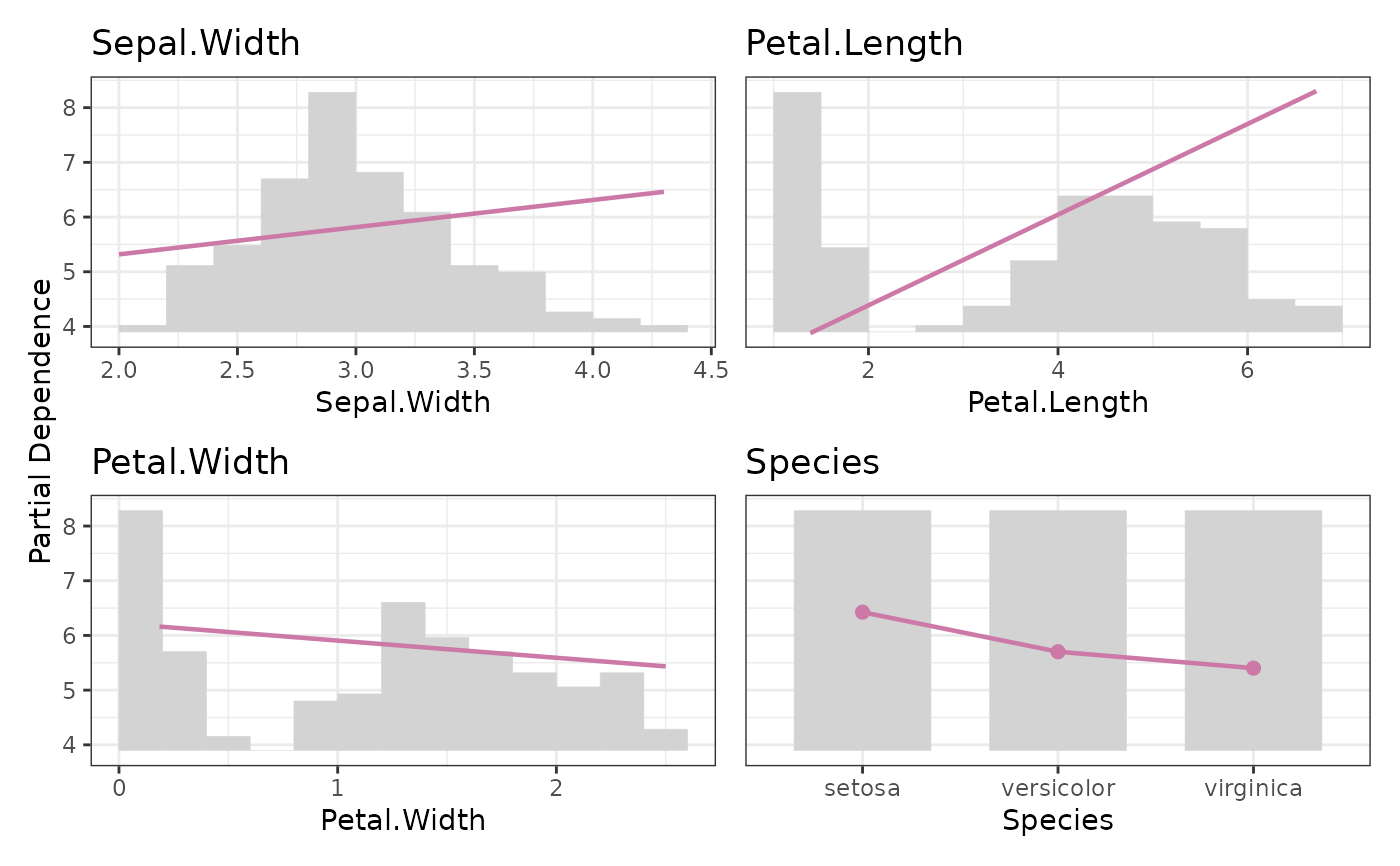 Sepal.Width
Petal.Length
8
7
6
5
4
2.0 2.5 3.0 3.5 4.0 4.5
2 4 6
Sepal.Width
Petal.Length
Partial Dependence
Petal.Width
Species
8
7
6
5
4
0 1 2
setosa versicolor virginica
Petal.Width
Species